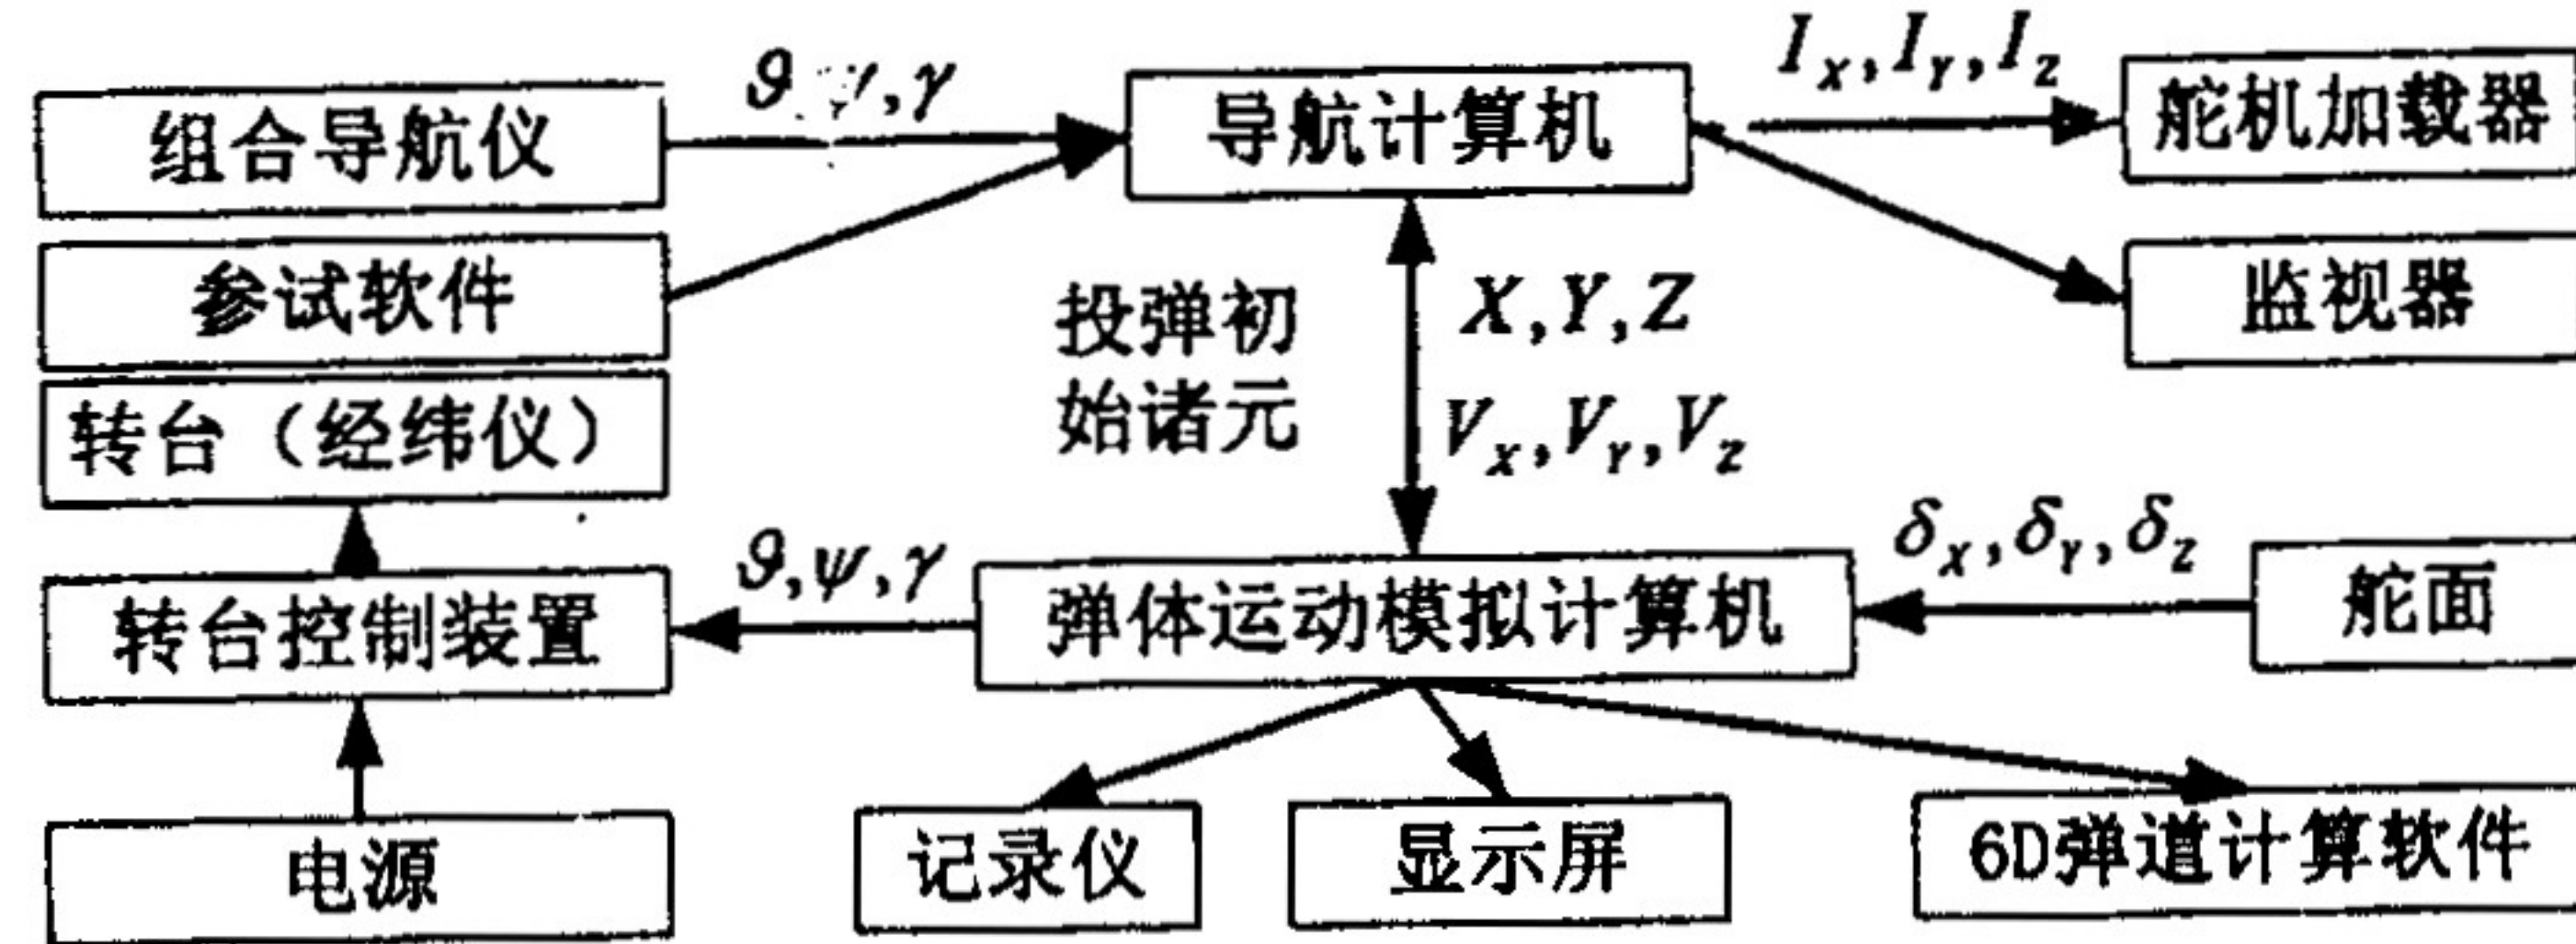 组合导航仪
ϑ ,γ
导航计算机
I_X, I_Y, I_Z
舵机加载器
参试软件
监视器
投弹初
始诸元
X, Y, Z
V_X, V_Y, V_Z
转台（经纬仪）
转台控制装置
ϑ, ψ, γ
弹体运动模拟计算机
δ_X, δ_Y, δ_Z
舵面
电源
记录仪
显示屏
6D弹道计算软件